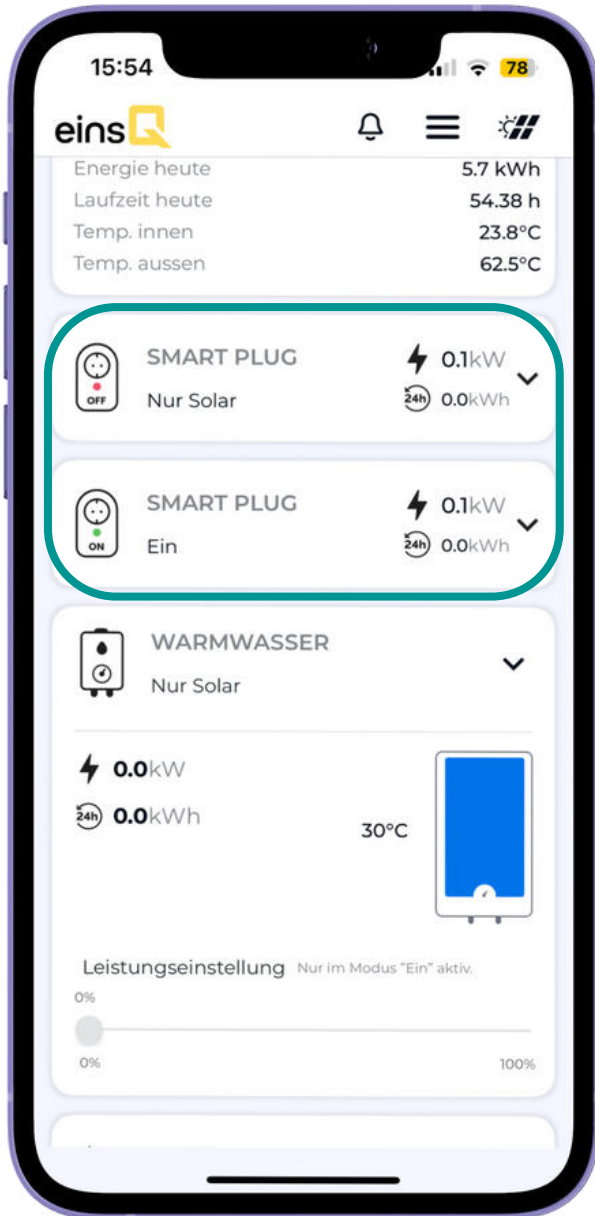 15:54
78
einsQ
Energie heute 5.7 kWh
Laufzeit heute 54.38 h
Temp. innen 23.8°C
Temp. aussen 62.5°C
SMART PLUG 0.1kW
OFF Nur Solar 24h 0.0kWh
SMART PLUG 0.1kW
ON Ein 24h 0.0kWh
WARMWASSER
Nur Solar
0.0kW
24h 0.0kWh
30°C
Leistungseinstellung Nur im Modus "Ein" aktiv.
0%
0% 100%